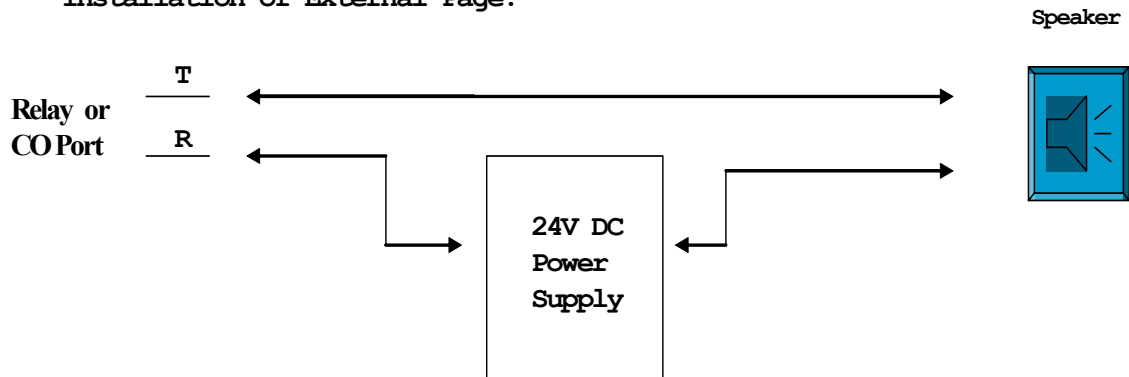 Installation of External Page:
Speaker
T
Relay or
CO Port
R
24V DC
Power
Supply